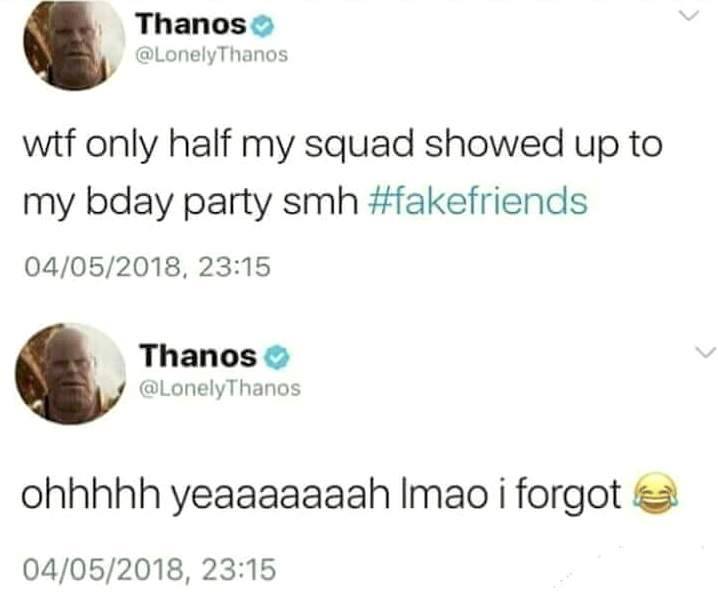 Thanos
@LonelyThanos
wtf only half my squad showed up to
my bday party smh #fakefriends
04/05/2018, 23:15
Thanos
@LonelyThanos
ohhhhh yeaaaaaaah lmao i forgot 😂
04/05/2018, 23:15